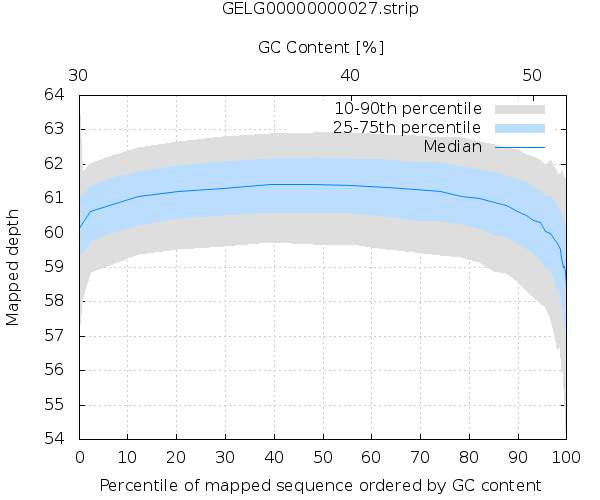 GELG00000000027.strip
GC Content [%]
30 40 50
10-90th percentile
25-75th percentile
Median
Mapped depth
64
63
62
61
60
59
58
57
56
55
54
0 10 20 30 40 50 60 70 80 90 100
Percentile of mapped sequence ordered by GC content